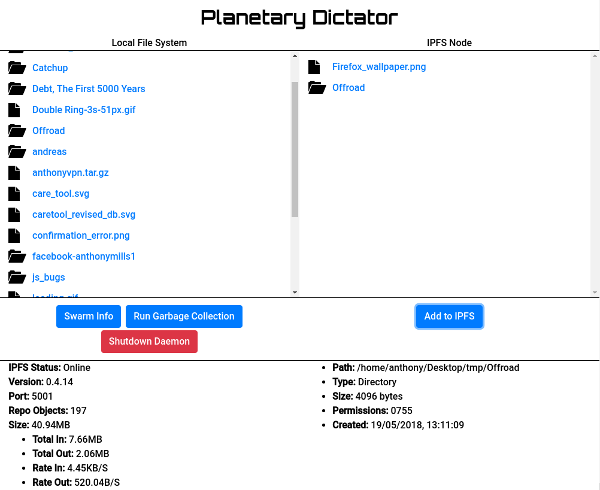 Planetary Dictator
Local File System
IPFS Node
Catchup
Debt, The First 5000 Years
Double Ring-3s-51px.gif
Offroad
andreas
anthonyvpn.tar.gz
care_tool.svg
caretool_revised_db.svg
confirmation_error.png
facebook-anthonymills1
js_bugs
Firefox_wallpaper.png
Offroad
Swarm Info
Run Garbage Collection
Shutdown Daemon
Add to IPFS
IPFS Status: Online
Version: 0.4.14
Port: 5001
Repo Objects: 197
Size: 40.94MB
Total In: 7.66MB
Total Out: 2.06MB
Rate In: 4.45KB/S
Rate Out: 520.04B/S
Path: /home/anthony/Desktop/tmp/Offroad
Type: Directory
Size: 4096 bytes
Permissions: 0755
Created: 19/05/2018, 13:11:09